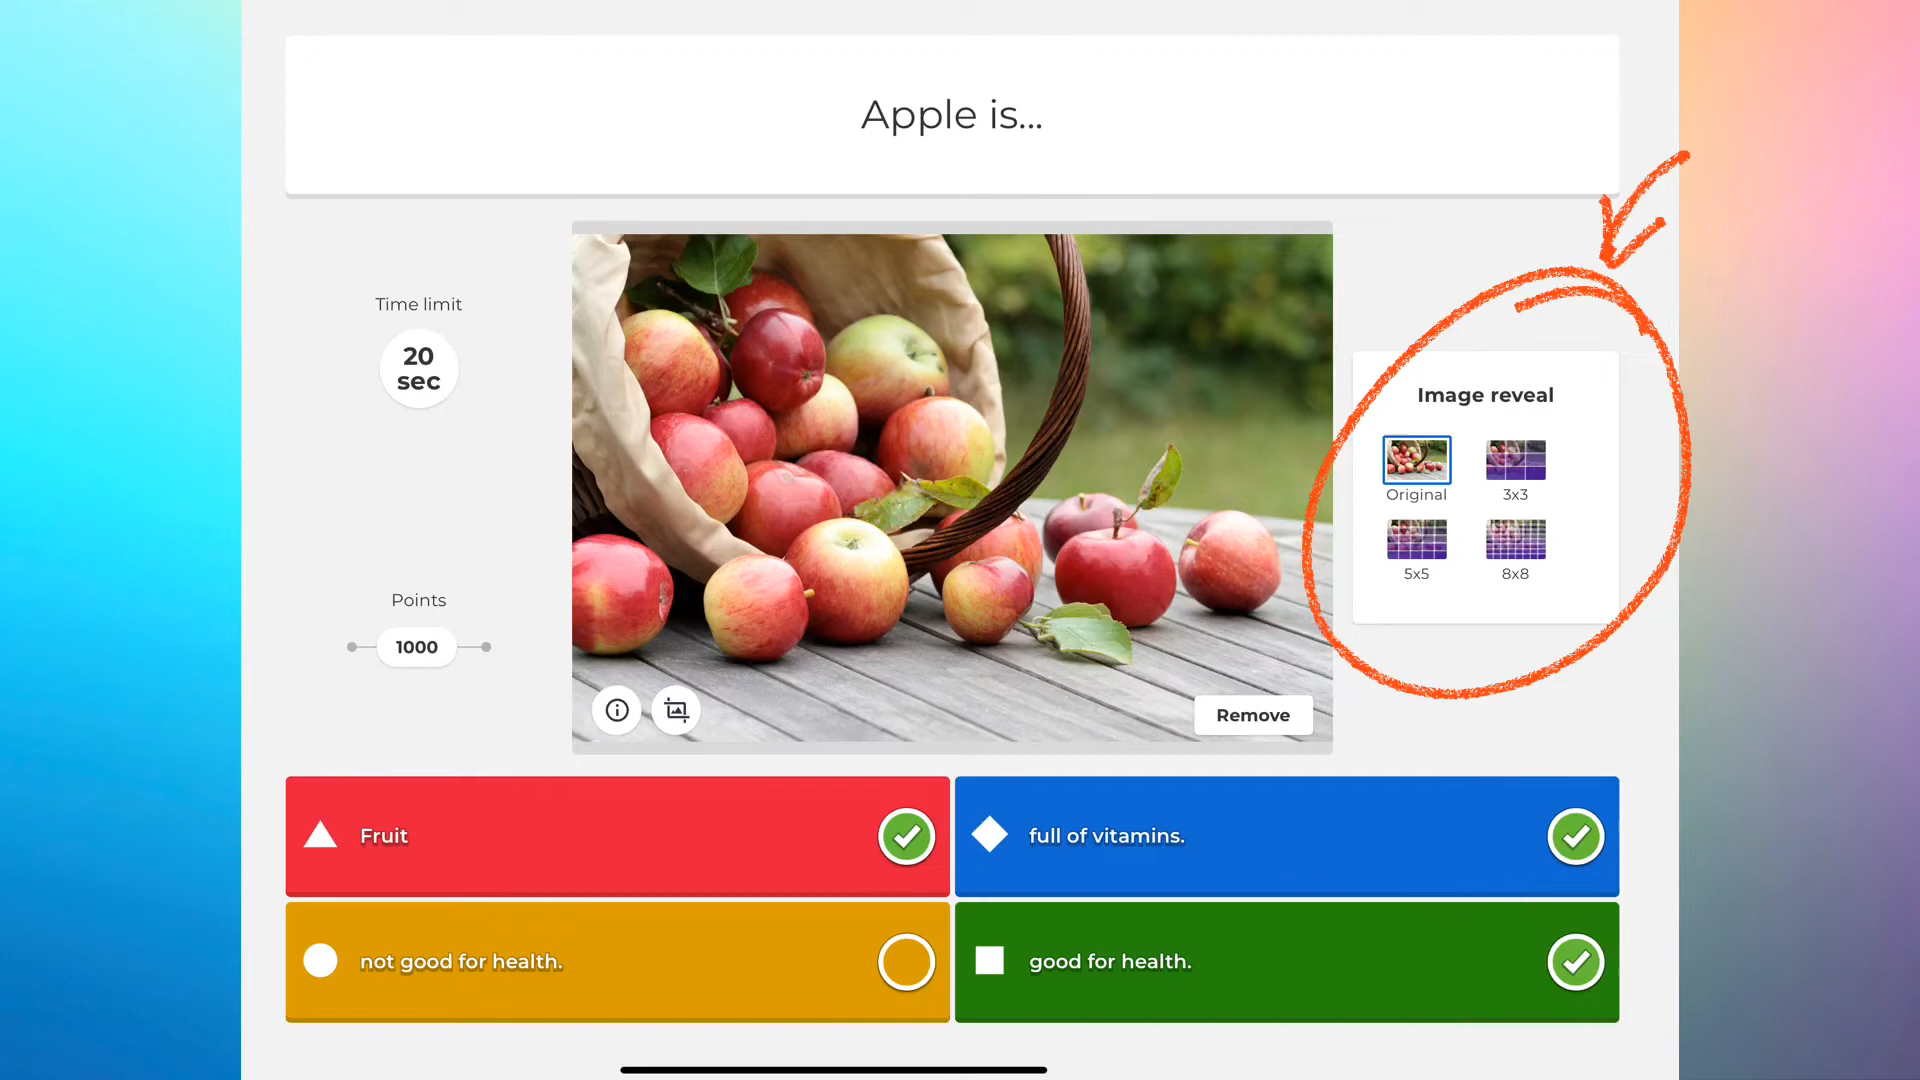 Apple is...
Time limit
20
sec
Points
1000
Remove
Image reveal
Original
3x3
5x5
8x8
Fruit
full of vitamins.
not good for health.
good for health.